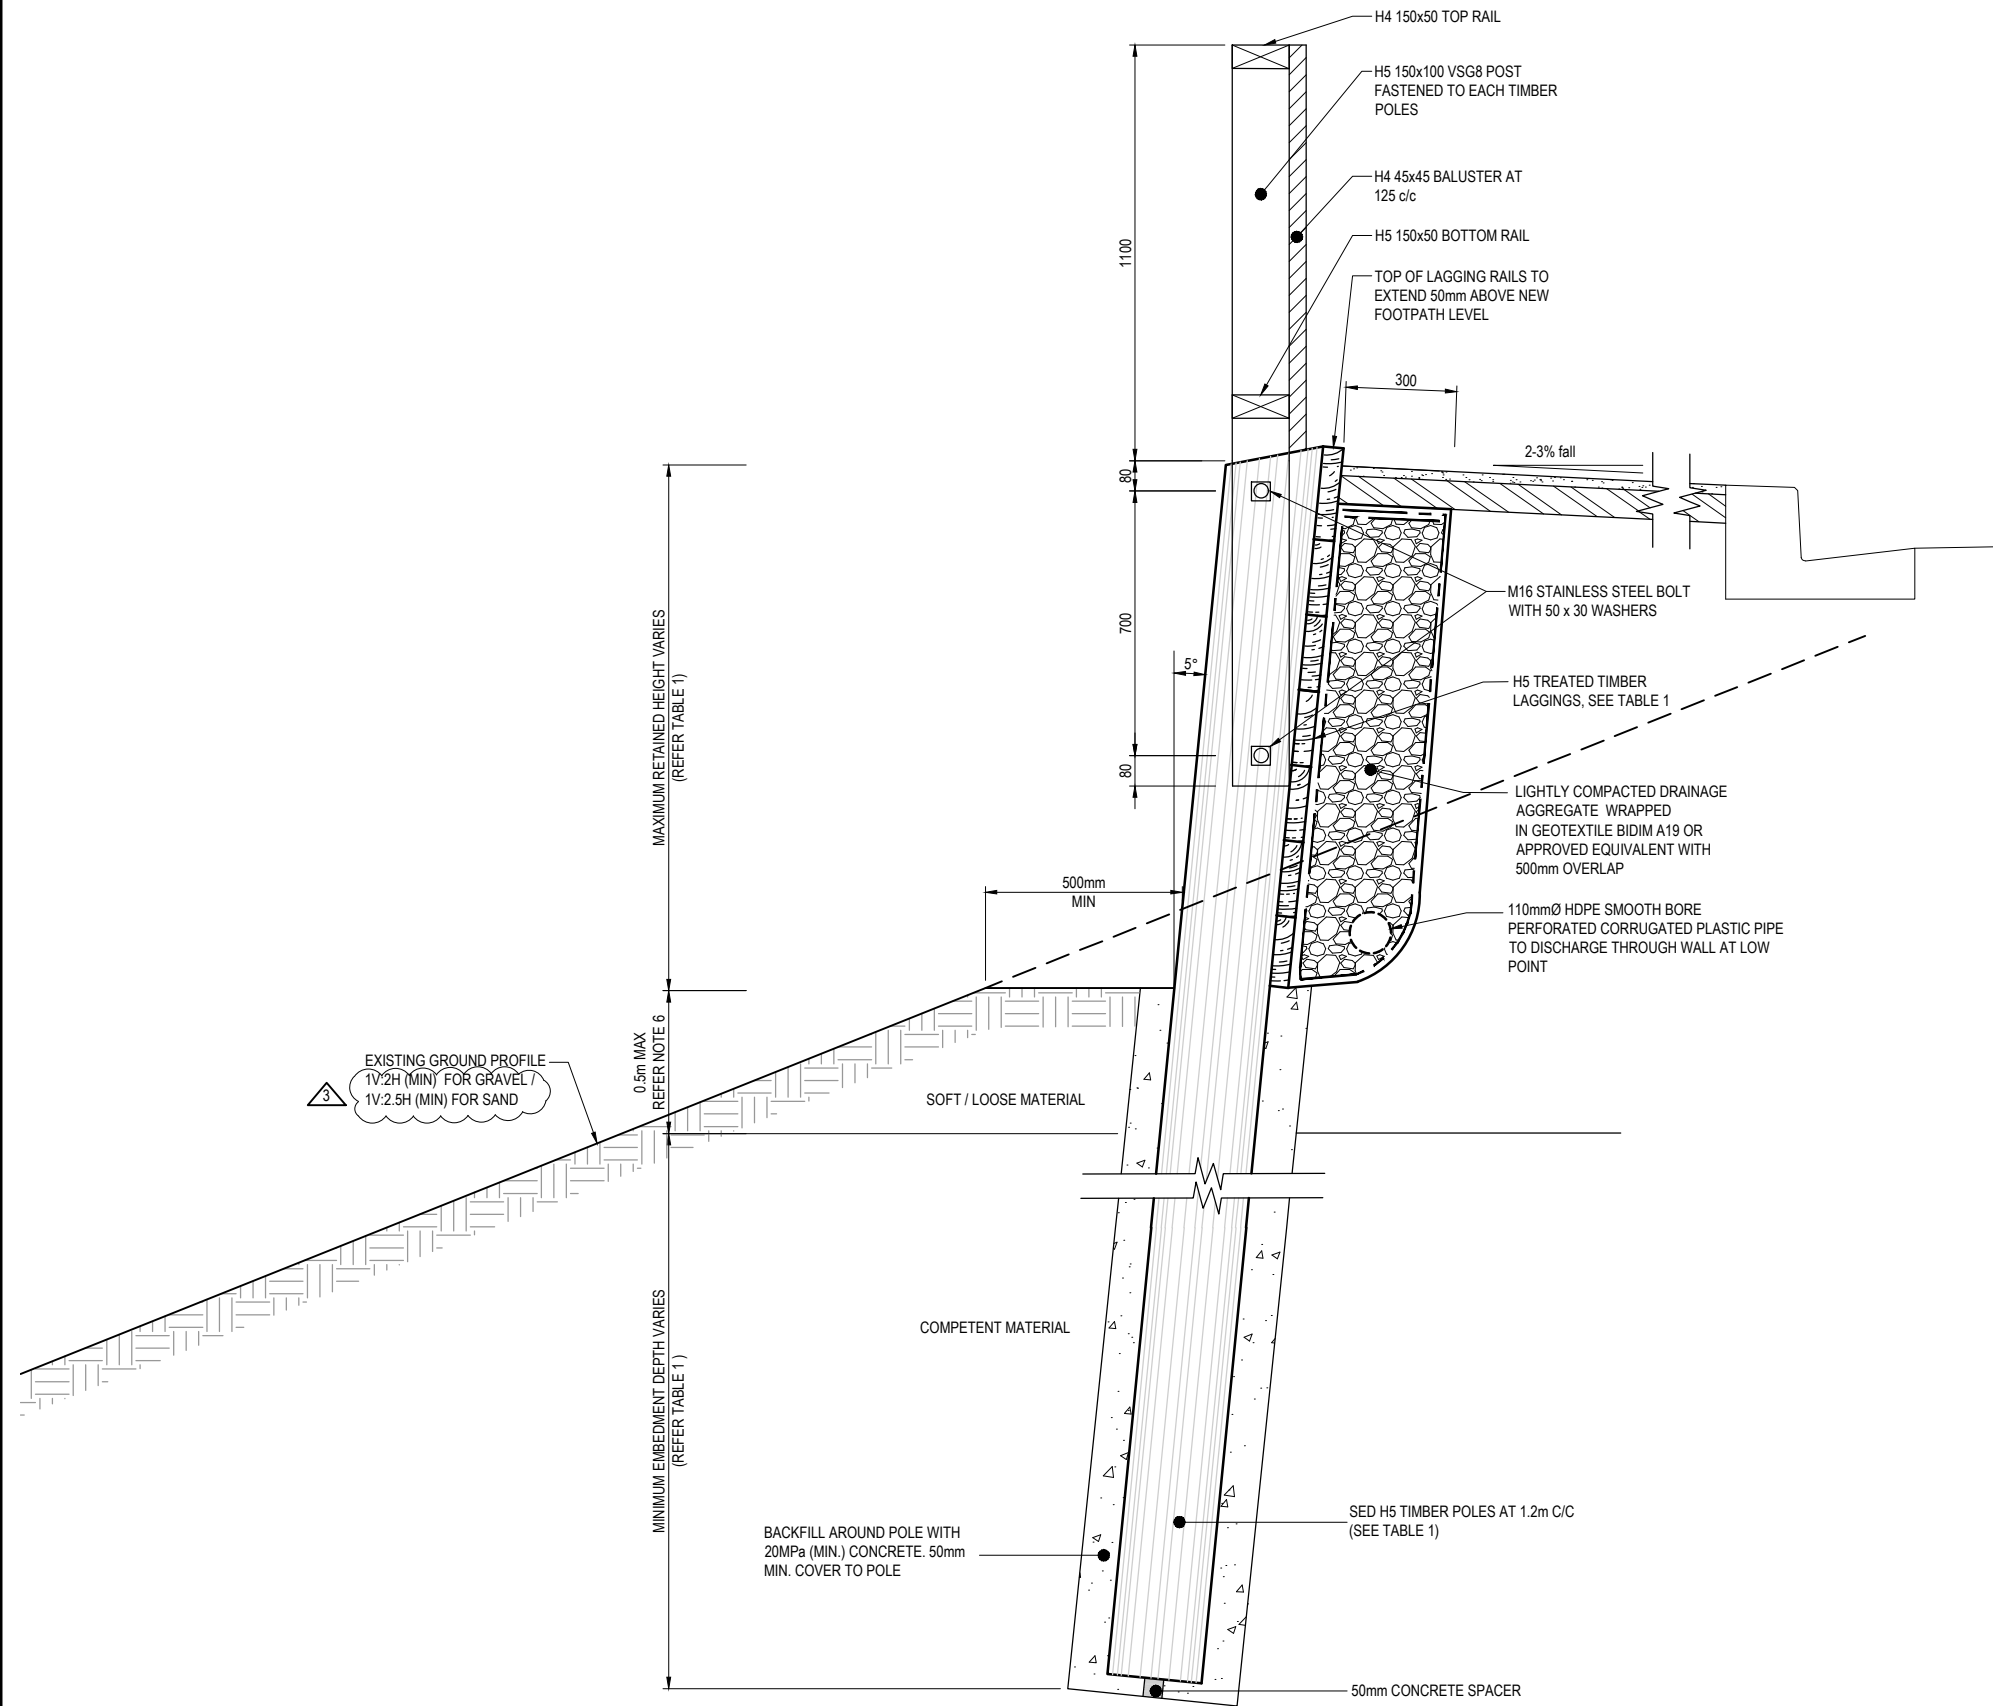 H4 150x50 TOP RAIL
H5 150x100 VSG8 POST
FASTENED TO EACH TIMBER
POLES
H4 45x45 BALUSTER AT
125 c/c
H5 150x50 BOTTOM RAIL
TOP OF LAGGING RAILS TO
EXTEND 50mm ABOVE NEW
FOOTPATH LEVEL
1100
300
2-3% fall
80
700
80
5°
M16 STAINLESS STEEL BOLT
WITH 50 x 30 WASHERS
H5 TREATED TIMBER
LAGGINGS, SEE TABLE 1
LIGHTLY COMPACTED DRAINAGE
AGGREGATE WRAPPED
IN GEOTEXTILE BIDIM A19 OR
APPROVED EQUIVALENT WITH
500mm OVERLAP
110mmØ HDPE SMOOTH BORE
PERFORATED CORRUGATED PLASTIC PIPE
TO DISCHARGE THROUGH WALL AT LOW
POINT
MAXIMUM RETAINED HEIGHT VARIES
(REFER TABLE 1)
500mm
MIN
0.5m MAX
REFER NOTE 6
EXISTING GROUND PROFILE
1V:2H (MIN) FOR GRAVEL /
1V:2.5H (MIN) FOR SAND
3
SOFT / LOOSE MATERIAL
COMPETENT MATERIAL
MINIMUM EMBEDMENT DEPTH VARIES
(REFER TABLE 1 )
BACKFILL AROUND POLE WITH
20MPa (MIN.) CONCRETE. 50mm
MIN. COVER TO POLE
SED H5 TIMBER POLES AT 1.2m C/C
(SEE TABLE 1)
50mm CONCRETE SPACER